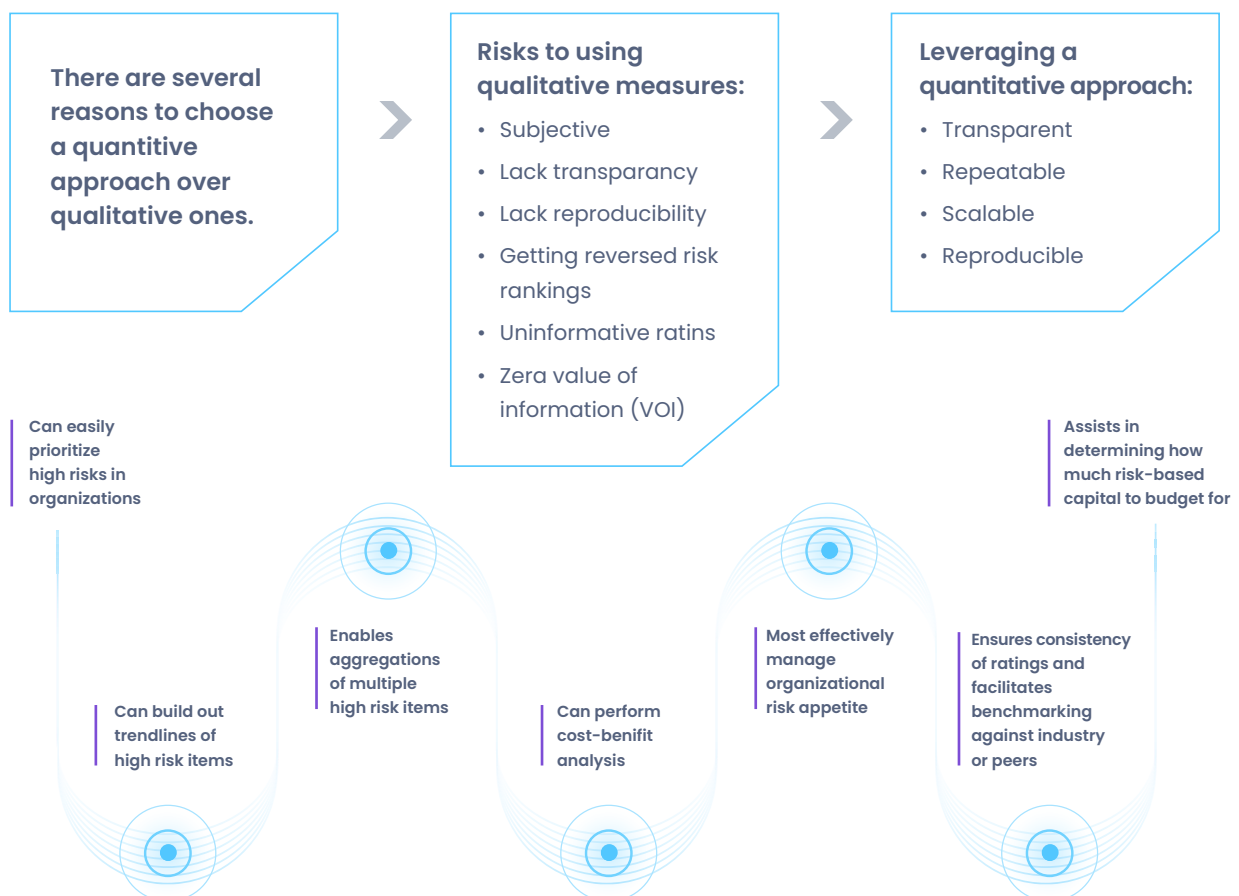 There are several
reasons to choose
a quantitive
approach over
qualitative ones.
Risks to using
qualitative measures:
• Subjective
• Lack transparancy
• Lack reproducibility
• Getting reversed risk
rankings
• Uninformative ratins
• Zera value of
information (VOI)
Leveraging a
quantitative approach:
• Transparent
• Repeatable
• Scalable
• Reproducible
Can easily
prioritize
high risks in
organizations
Can build out
trendlines of
high risk items
Enables
aggregations
of multiple
high risk items
Can perform
cost-benifit
analysis
Most effectively
manage
organizational
risk appetite
Ensures consistency
of ratings and
facilitates
benchmarking
against industry
or peers
Assists in
determining how
much risk-based
capital to budget for